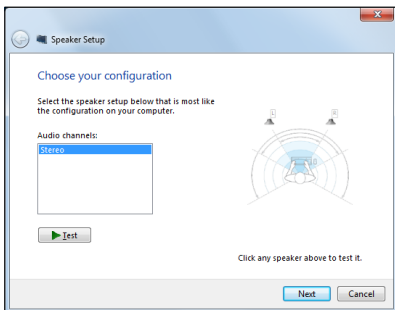 Speaker Setup
Choose your configuration
Select the speaker setup below that is most like
the configuration on your computer.
Audio channels:
Stereo
L
R
Test
Click any speaker above to test it.
Next
Cancel